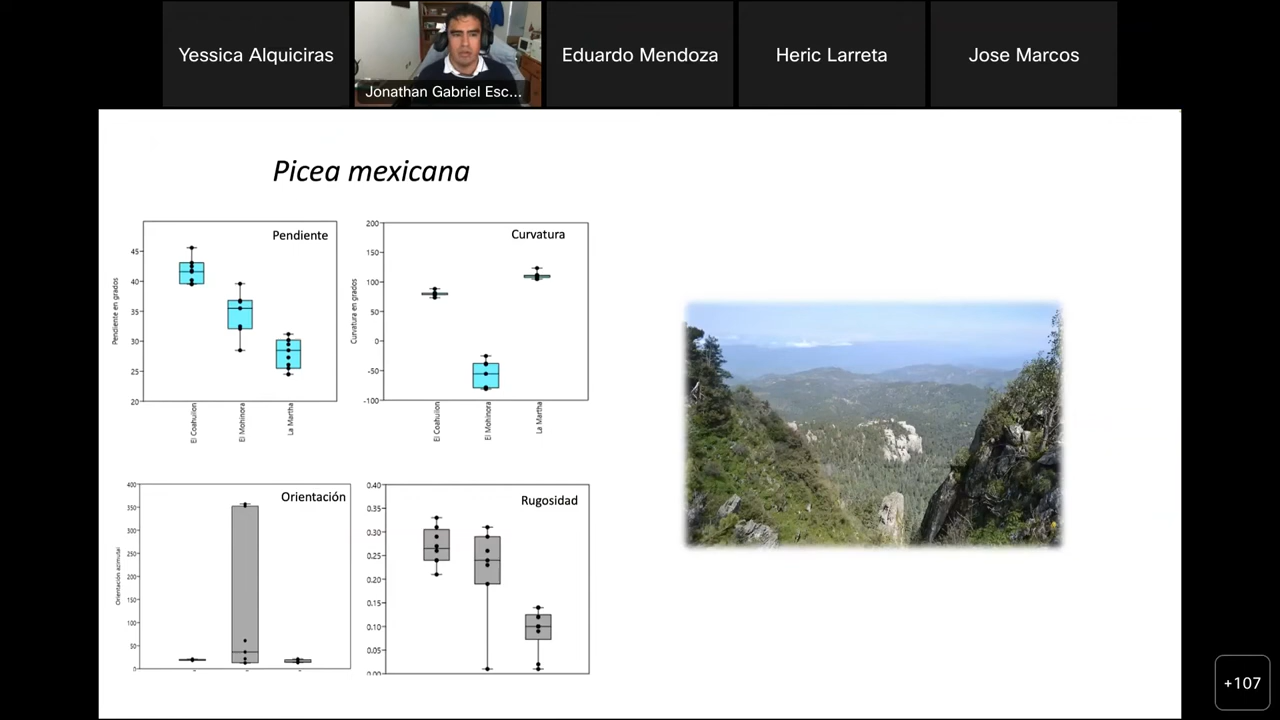 Yessica Alquiciras
Jonathan Gabriel Esc...
Eduardo Mendoza
Heric Larreta
Jose Marcos
Picea mexicana
Pendiente
Pendiente en grados
45
40
35
30
25
20
El Coahuilon
El Mohinora
La Martha
Curvatura
Curvatura en grados
200
150
100
50
0
-50
-100
El Coahuilon
El Mohinora
La Martha
Orientación
Orientación azimutal
400
350
300
250
200
150
100
50
0
Rugosidad
0.40
0.35
0.30
0.25
0.20
0.15
0.10
0.05
0.00
+107